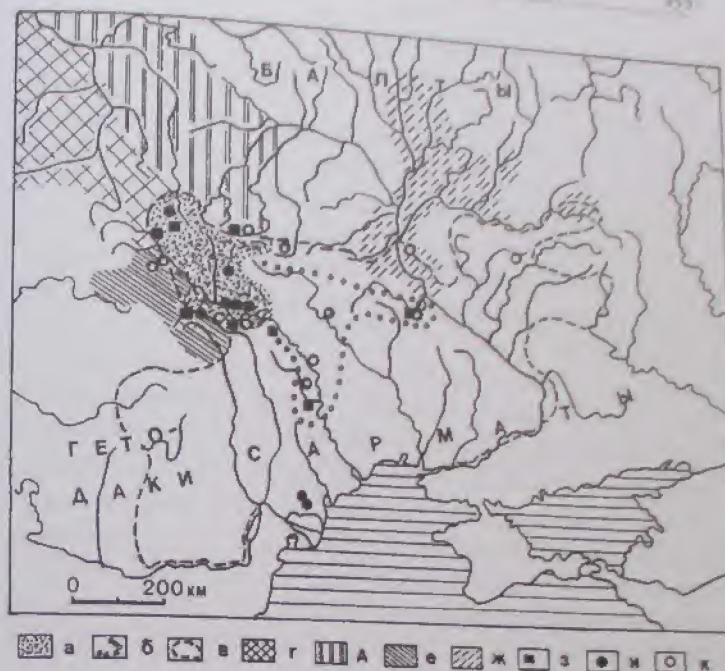 Б А Л Т Ы
С А Р М А Т Ы
Г Е Т
Д А К И
0 200 км
а б в г д е ж з и к